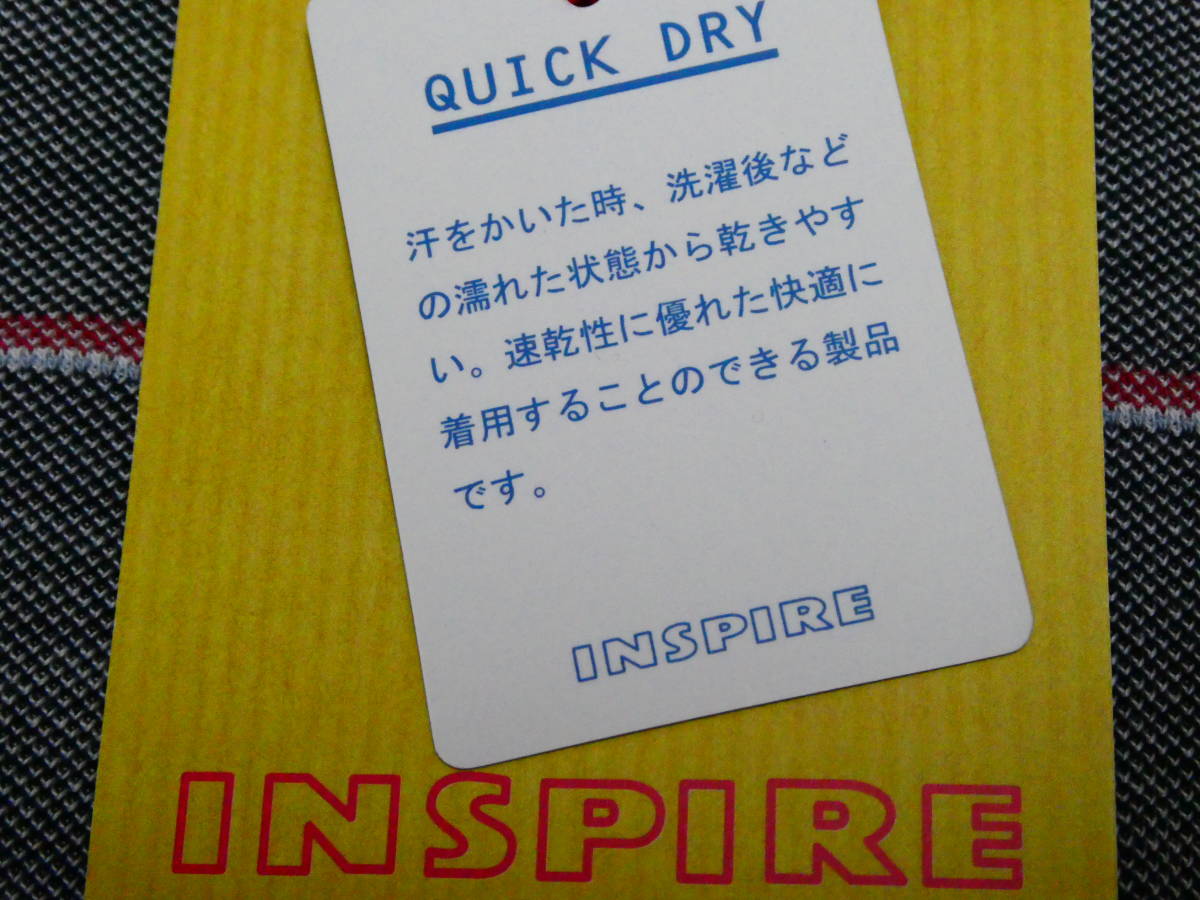 QUICK DRY
汗をかいた時、洗濯後など
の濡れた状態から乾きやす
い。速乾性に優れた快適に
着用することのできる製品
です。
INSPIRE
INSPIRE